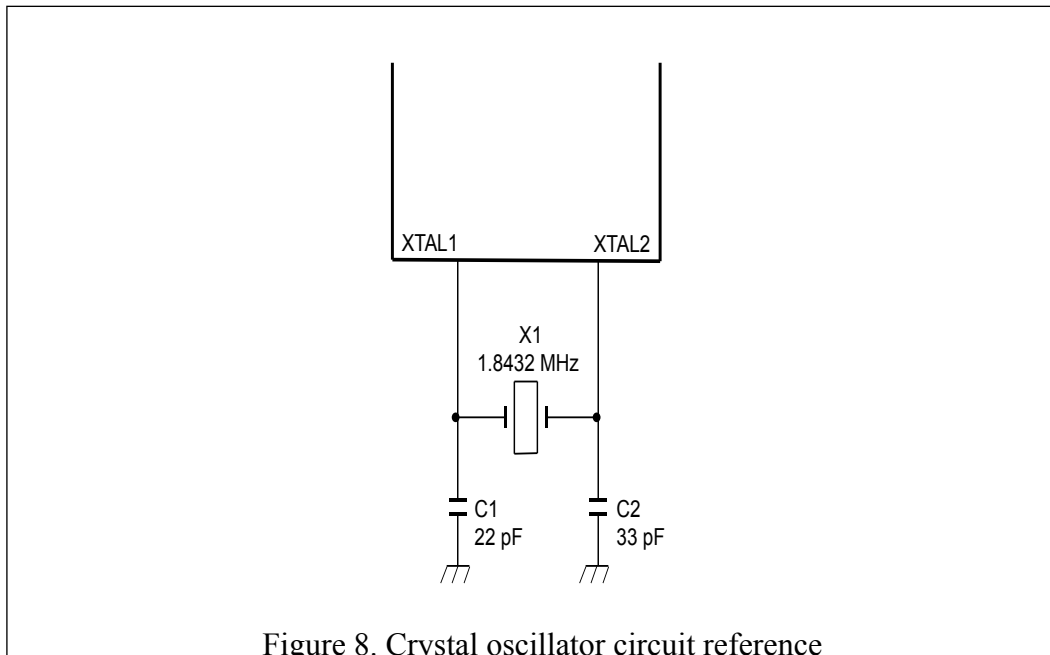 XTAL1
XTAL2
X1
1.8432 MHz
C1
22 pF
C2
33 pF
Figure 8. Crystal oscillator circuit reference